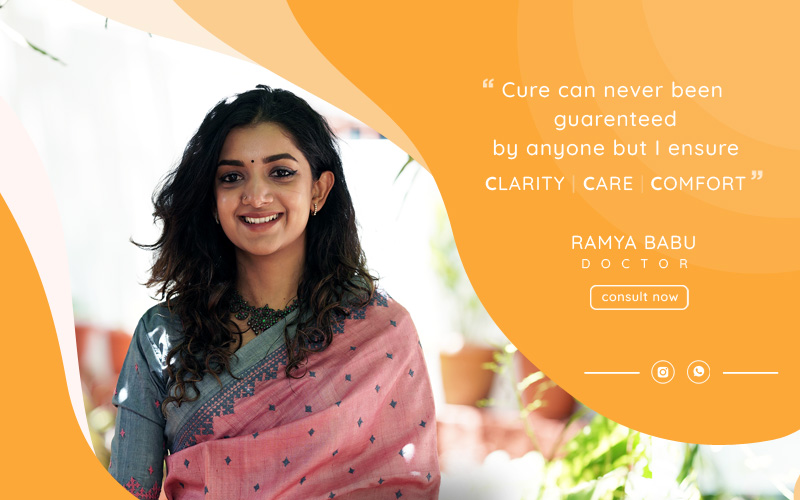 “ Cure can never been
guarenteed
by anyone but I ensure
CLARITY | CARE | COMFORT ”
RAMYA BABU
DOCTOR
consult now